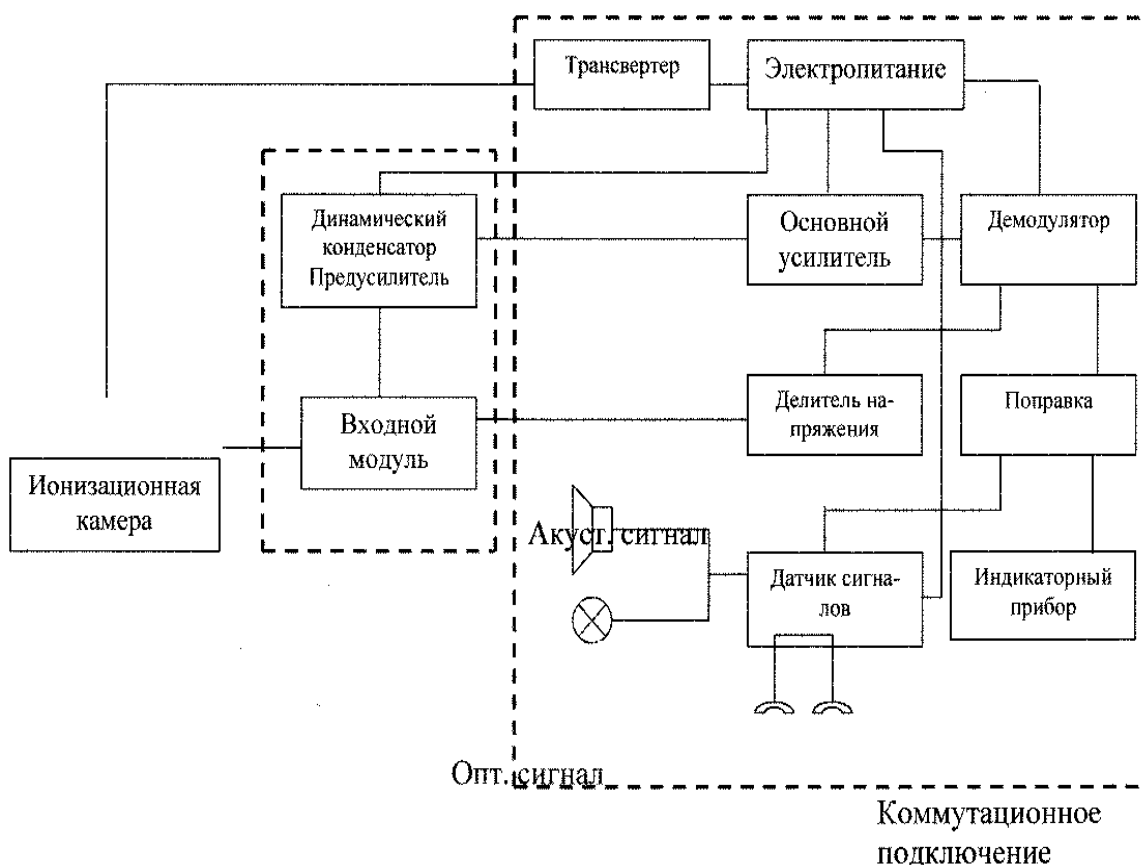 Трансвертер
Электропитание
Динамический
конденсатор
Предусилитель
Основной
усилитель
Демодулятор
Входной
модуль
Делитель на-
пряжения
Поправка
Ионизационная
камера
Акуст. сигнал
Датчик сигна-
лов
Индикаторный
прибор
Опт. сигнал
Коммутационное
подключение